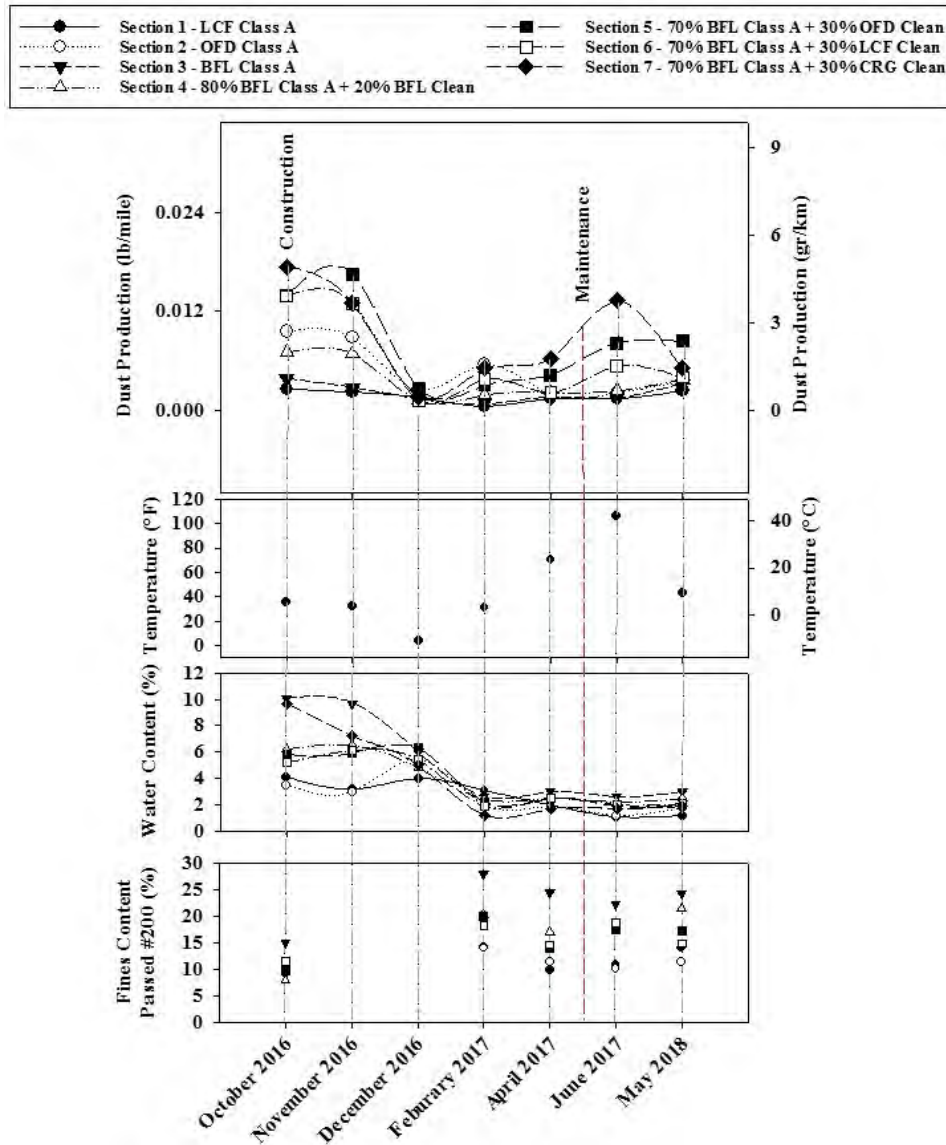 Section 1 - LCF Class A
Section 2 - OFD Class A
Section 3 - BFL Class A
Section 4 - 80%BFL Class A + 20%BFL Clean
Section 5 - 70%BFL Class A + 30%OFD Clean
Section 6 - 70%BFL Class A + 30%LCF Clean
Section 7 - 70%BFL Class A + 30%CRG Clean
Dust Production (lb/mile)
0.024
0.012
0.000
Construction
Maintenance
9
6
3
0
Dust Production (gr/km)
Temperature (°F)
120
100
80
60
40
20
0
40
20
0
Temperature (°C)
Water Content (%)
12
10
8
6
4
2
0
Fines Content
Passed #200 (%)
30
25
20
15
10
5
0
October 2016
November 2016
December 2016
Feburary 2017
April 2017
June 2017
May 2018